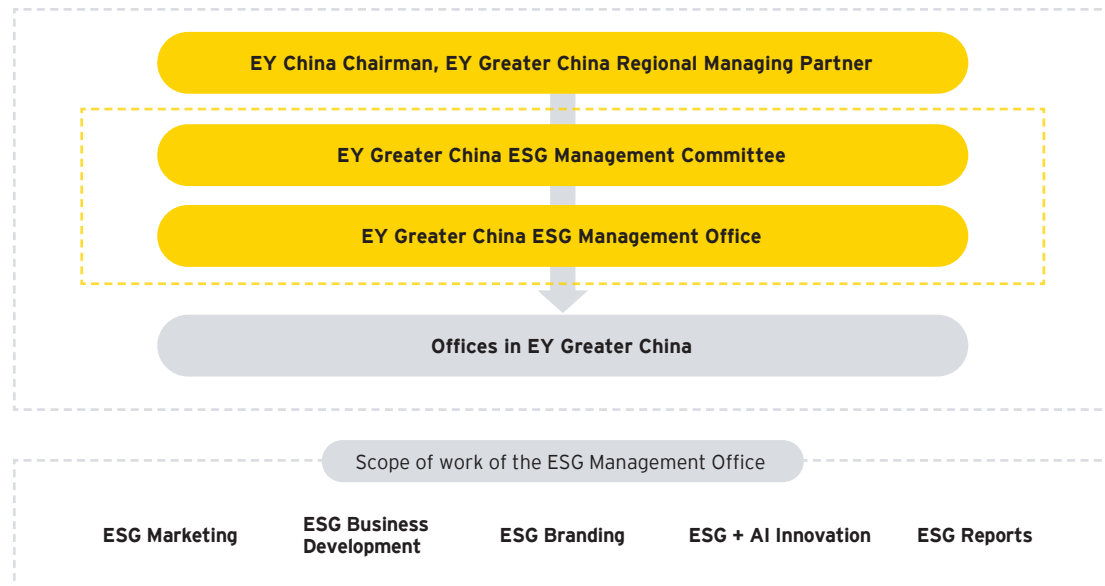 EY China Chairman, EY Greater China Regional Managing Partner
EY Greater China ESG Management Committee
EY Greater China ESG Management Office
Offices in EY Greater China
Scope of work of the ESG Management Office
ESG Marketing
ESG Business
Development
ESG Branding
ESG + AI Innovation
ESG Reports